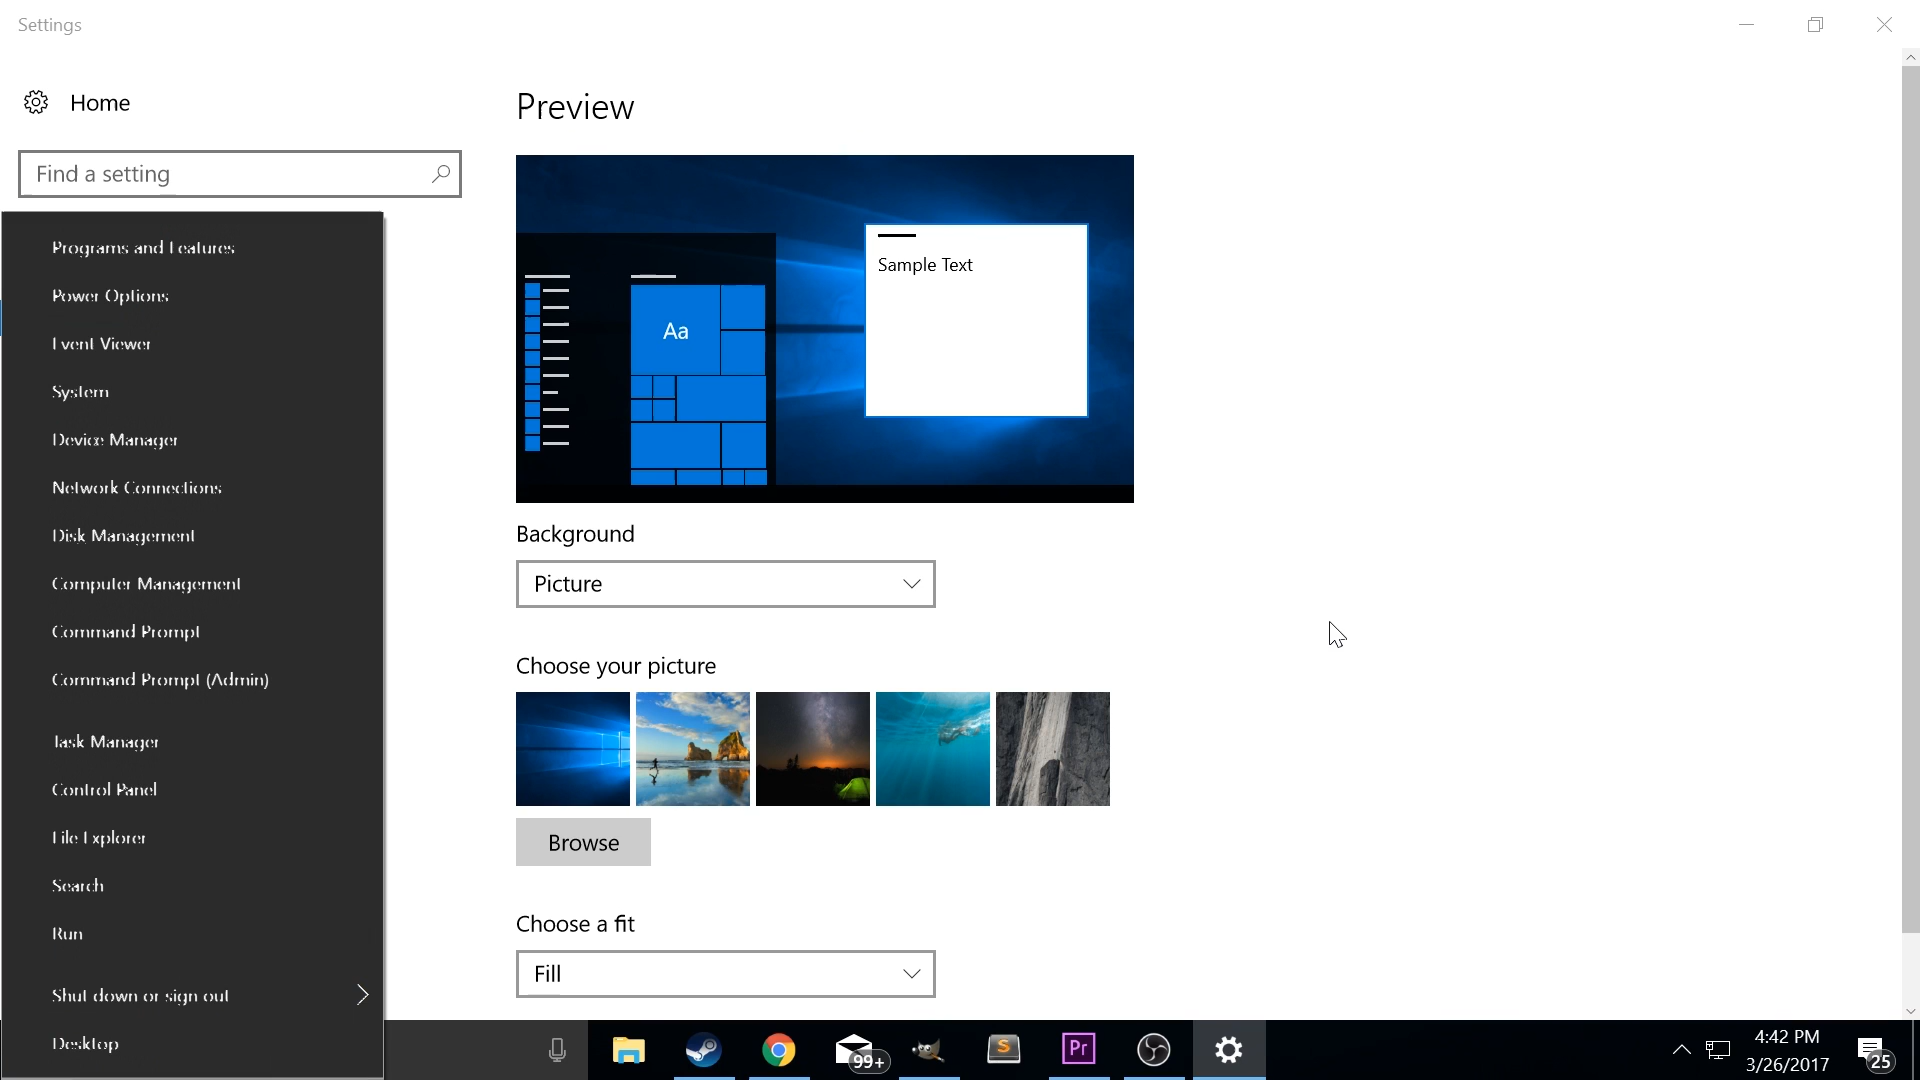 Settings
Home
Find a setting
Programs and Features
Power Options
Event Viewer
System
Device Manager
Network Connections
Disk Management
Computer Management
Command Prompt
Command Prompt (Admin)
Task Manager
Control Panel
File Explorer
Search
Run
Shut down or sign out
Desktop
Preview
Aa
Sample Text
Background
Picture
Choose your picture
Browse
Choose a fit
Fill
99+
S
Pr
4:42 PM
3/26/2017
25